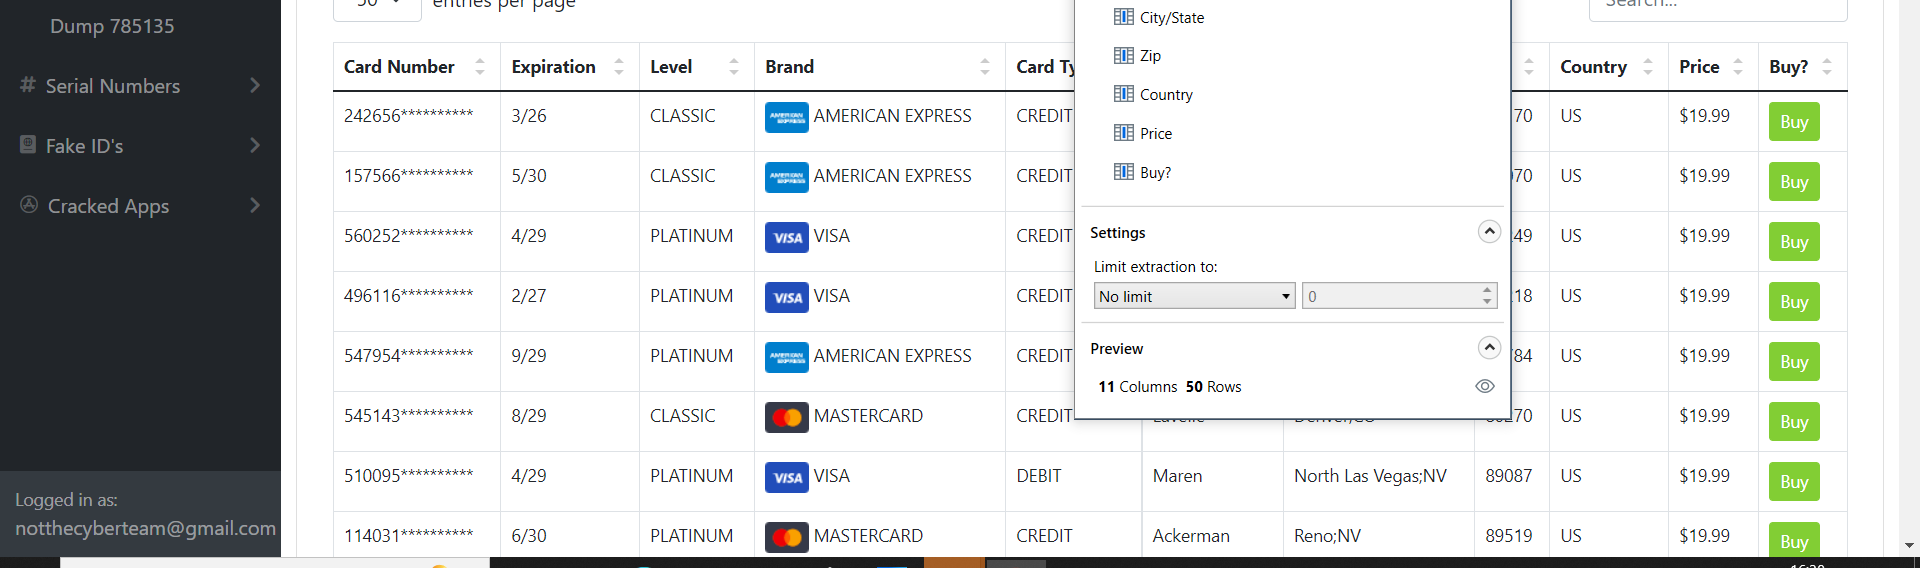 50 entries per page
Search...
Dump 785135
Serial Numbers
Fake ID's
Cracked Apps
Logged in as:
notthecyberteam@gmail.com
Card Number Expiration Level Brand Country Price Buy?
242656********** 3/26 CLASSIC AMERICAN EXPRESS CREDIT 70 US $19.99 Buy
157566********** 5/30 CLASSIC AMERICAN EXPRESS CREDIT 70 US $19.99 Buy
560252********** 4/29 PLATINUM VISA VISA CREDIT 49 US $19.99 Buy
496116********** 2/27 PLATINUM VISA VISA CREDIT 18 US $19.99 Buy
547954********** 9/29 PLATINUM AMERICAN EXPRESS CREDIT 84 US $19.99 Buy
545143********** 8/29 CLASSIC MASTERCARD CREDIT 270 US $19.99 Buy
510095********** 4/29 PLATINUM VISA VISA DEBIT Maren North Las Vegas;NV 89087 US $19.99 Buy
114031********** 6/30 PLATINUM MASTERCARD CREDIT Ackerman Reno;NV 89519 US $19.99 Buy
City/State
Zip
Country
Price
Buy?
Settings
Limit extraction to:
No limit 0
Preview
11 Columns 50 Rows